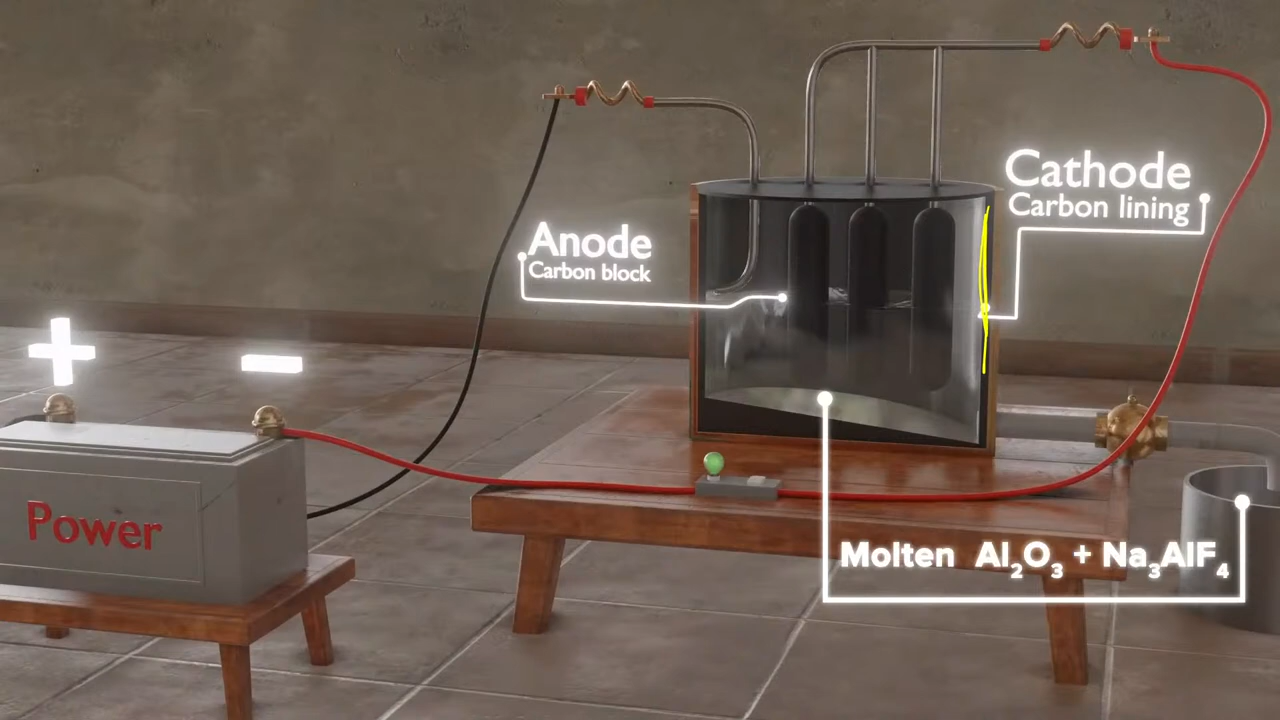 Cathode
Carbon lining
Anode
Carbon block
+ −
Power
Molten Al₂O₃ + Na₃AlF₄